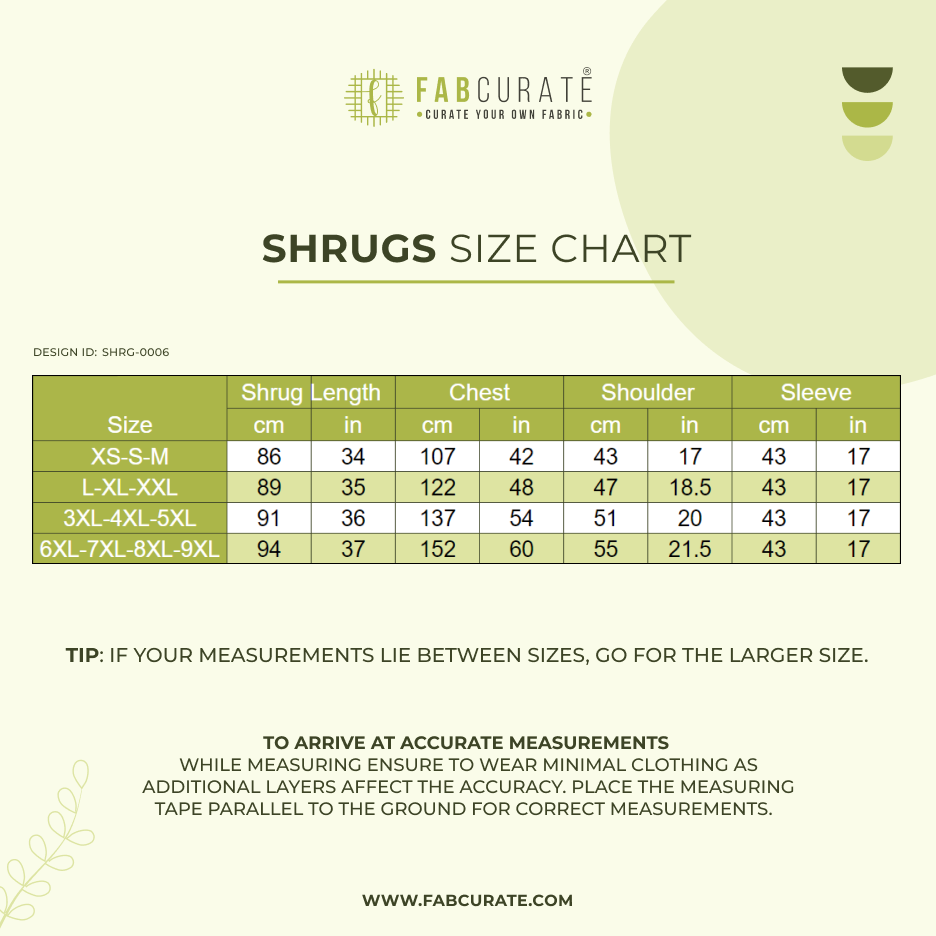 FABCURATE®
•CURATE YOUR OWN FABRIC•
SHRUGS SIZE CHART
DESIGN ID: SHRG-0006
Size Shrug Length Chest Shoulder Sleeve
cm in cm in cm in cm in
XS-S-M 86 34 107 42 43 17 43 17
L-XL-XXL 89 35 122 48 47 18.5 43 17
3XL-4XL-5XL 91 36 137 54 51 20 43 17
6XL-7XL-8XL-9XL 94 37 152 60 55 21.5 43 17
TIP: IF YOUR MEASUREMENTS LIE BETWEEN SIZES, GO FOR THE LARGER SIZE.
TO ARRIVE AT ACCURATE MEASUREMENTS
WHILE MEASURING ENSURE TO WEAR MINIMAL CLOTHING AS
ADDITIONAL LAYERS AFFECT THE ACCURACY. PLACE THE MEASURING
TAPE PARALLEL TO THE GROUND FOR CORRECT MEASUREMENTS.
WWW.FABCURATE.COM